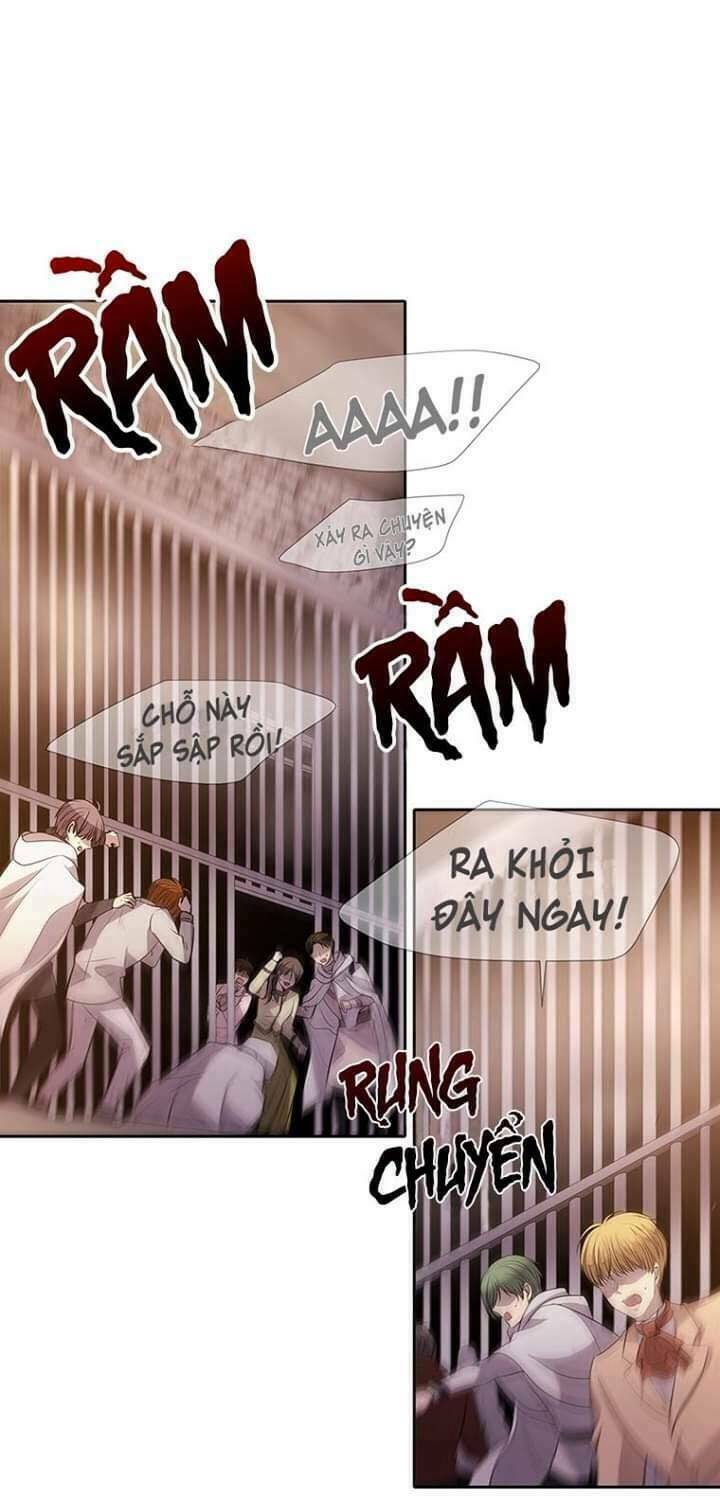 RẦM
AAAA!!
XẢY RA CHUYỆN
GÌ VẬY?
RẦM
CHỖ NÀY
SẮP SẬP RỒI!
RA KHỎI
ĐÂY NGAY!
RUNG
CHUYỂN